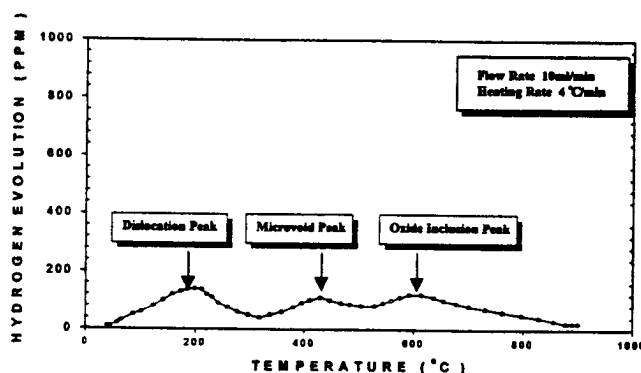 HYDROGEN EVOLUTION (PPM)
1000
800
600
400
200
0
Flow Rate 10ml/min
Heating Rate 4 °C/min
Dislocation Peak
Microvoid Peak
Oxide Inclusion Peak
0
200
400
600
800
1000
TEMPERATURE (°C)